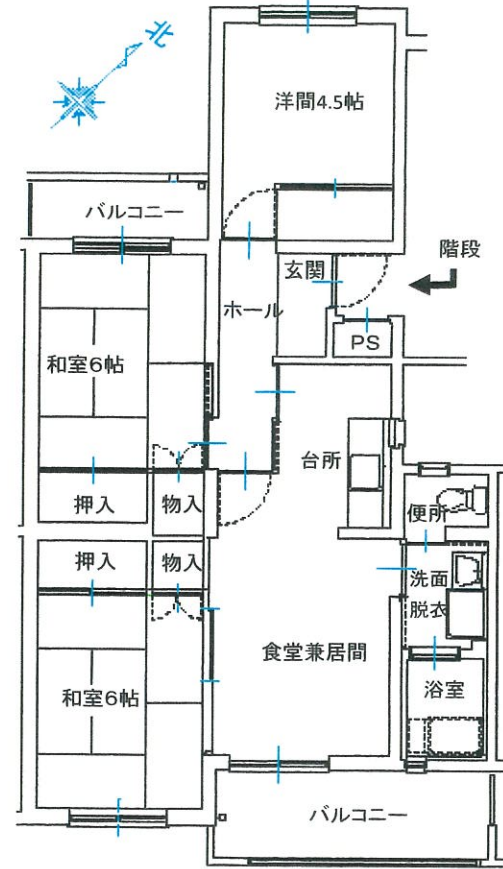 北
洋間4.5帖
バルコニー
階段
玄関
ホール
PS
和室6帖
台所
押入
物入
便所
押入
物入
洗面
脱衣
食堂兼居間
和室6帖
浴室
バルコニー